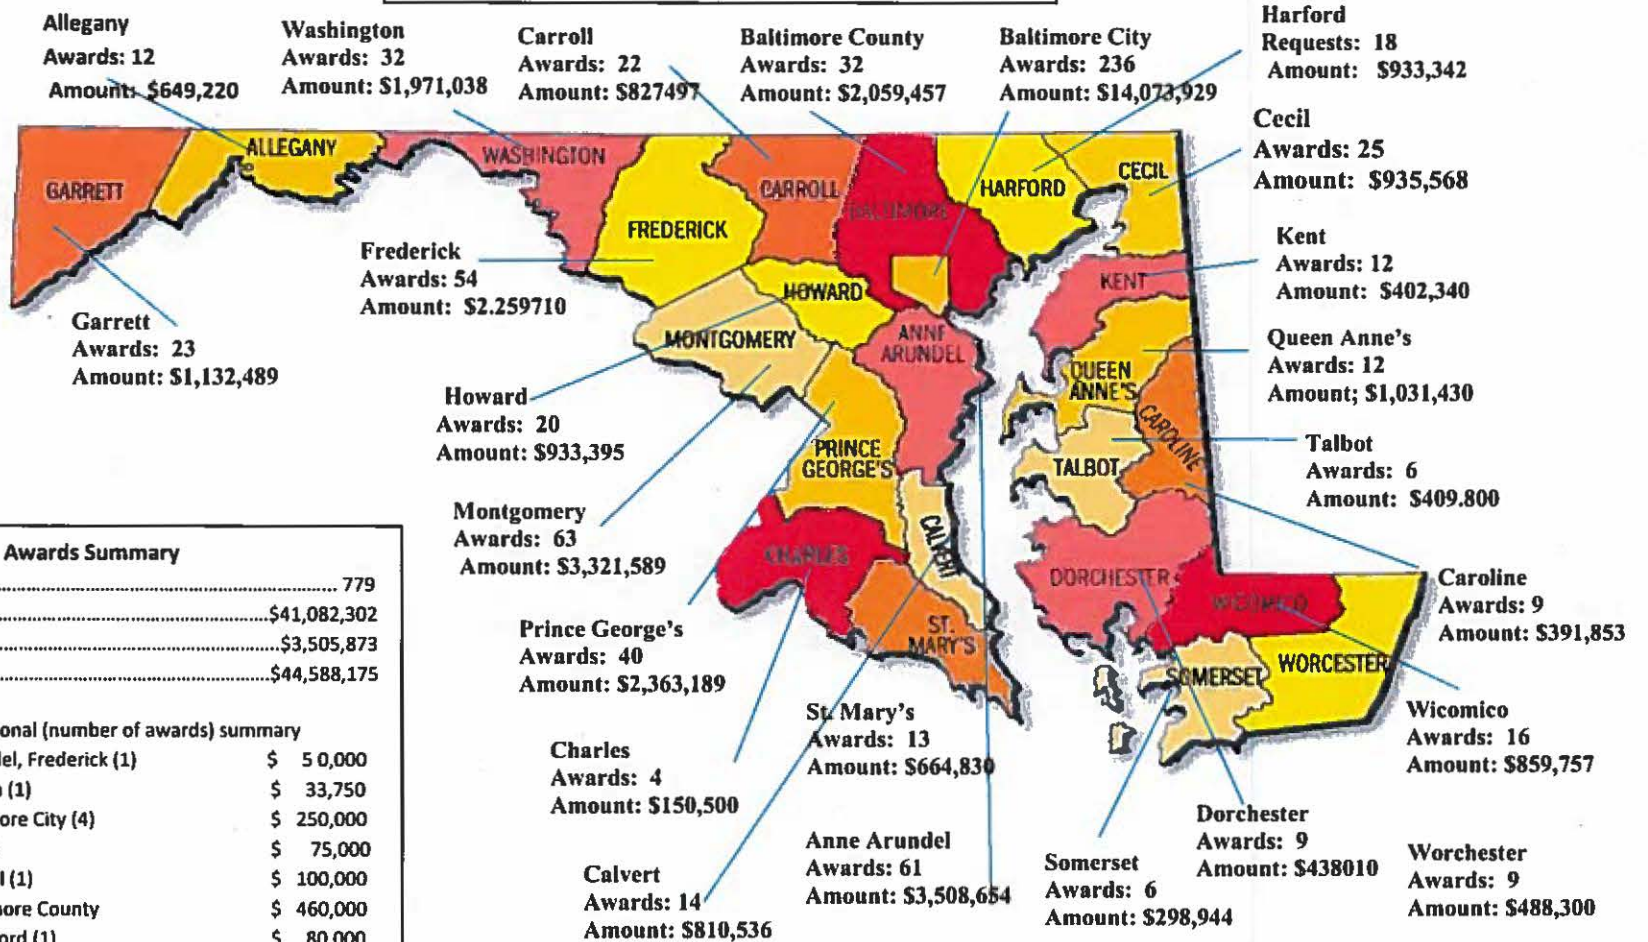 Allegany
Awards: 12
Amount: $649,220
Washington
Awards: 32
Amount: $1,971,038
Carroll
Awards: 22
Amount: $827497
Baltimore County
Awards: 32
Amount: $2,059,457
Baltimore City
Awards: 236
Amount: $14,073,929
Harford
Requests: 18
Amount: $933,342
Cecil
Awards: 25
Amount: $935,568
Kent
Awards: 12
Amount: $402,340
Queen Anne's
Awards: 12
Amount; $1,031,430
Talbot
Awards: 6
Amount: $409.800
Caroline
Awards: 9
Amount: $391,853
Wicomico
Awards: 16
Amount: $859,757
Worchester
Awards: 9
Amount: $488,300
Dorchester
Awards: 9
Amount: $438010
Somerset
Awards: 6
Amount: $298,944
Anne Arundel
Awards: 61
Amount: $3,508,654
St. Mary's
Awards: 13
Amount: $664,830
Calvert
Awards: 14
Amount: $810,536
Charles
Awards: 4
Amount: $150,500
Prince George's
Awards: 40
Amount: $2,363,189
Montgomery
Awards: 63
Amount: $3,321,589
Howard
Awards: 20
Amount: $933,395
Frederick
Awards: 54
Amount: $2.259710
Garrett
Awards: 23
Amount: $1,132,489
GARRETT
ALLEGANY
WASHINGTON
FREDERICK
CARROLL
BALTIMORE
HARFORD
CECIL
KENT
HOWARD
MONTGOMERY
ANNE
ARUNDEL
QUEEN
ANNE'S
CAROLINE
TALBOT
PRINCE
GEORGE'S
CALVERT
CHARLES
ST.
MARY'S
DORCHESTER
WICOMICO
SOMERSET
WORCESTER
Awards Summary
779
$41,082,302
$3,505,873
$44,588,175
onal (number of awards) summary
el, Frederick (1) $ 5 0,000
(1) $ 33,750
ore City (4) $ 250,000
$ 75,000
l (1) $ 100,000
ore County $ 460,000
ord (1) $ 80,000